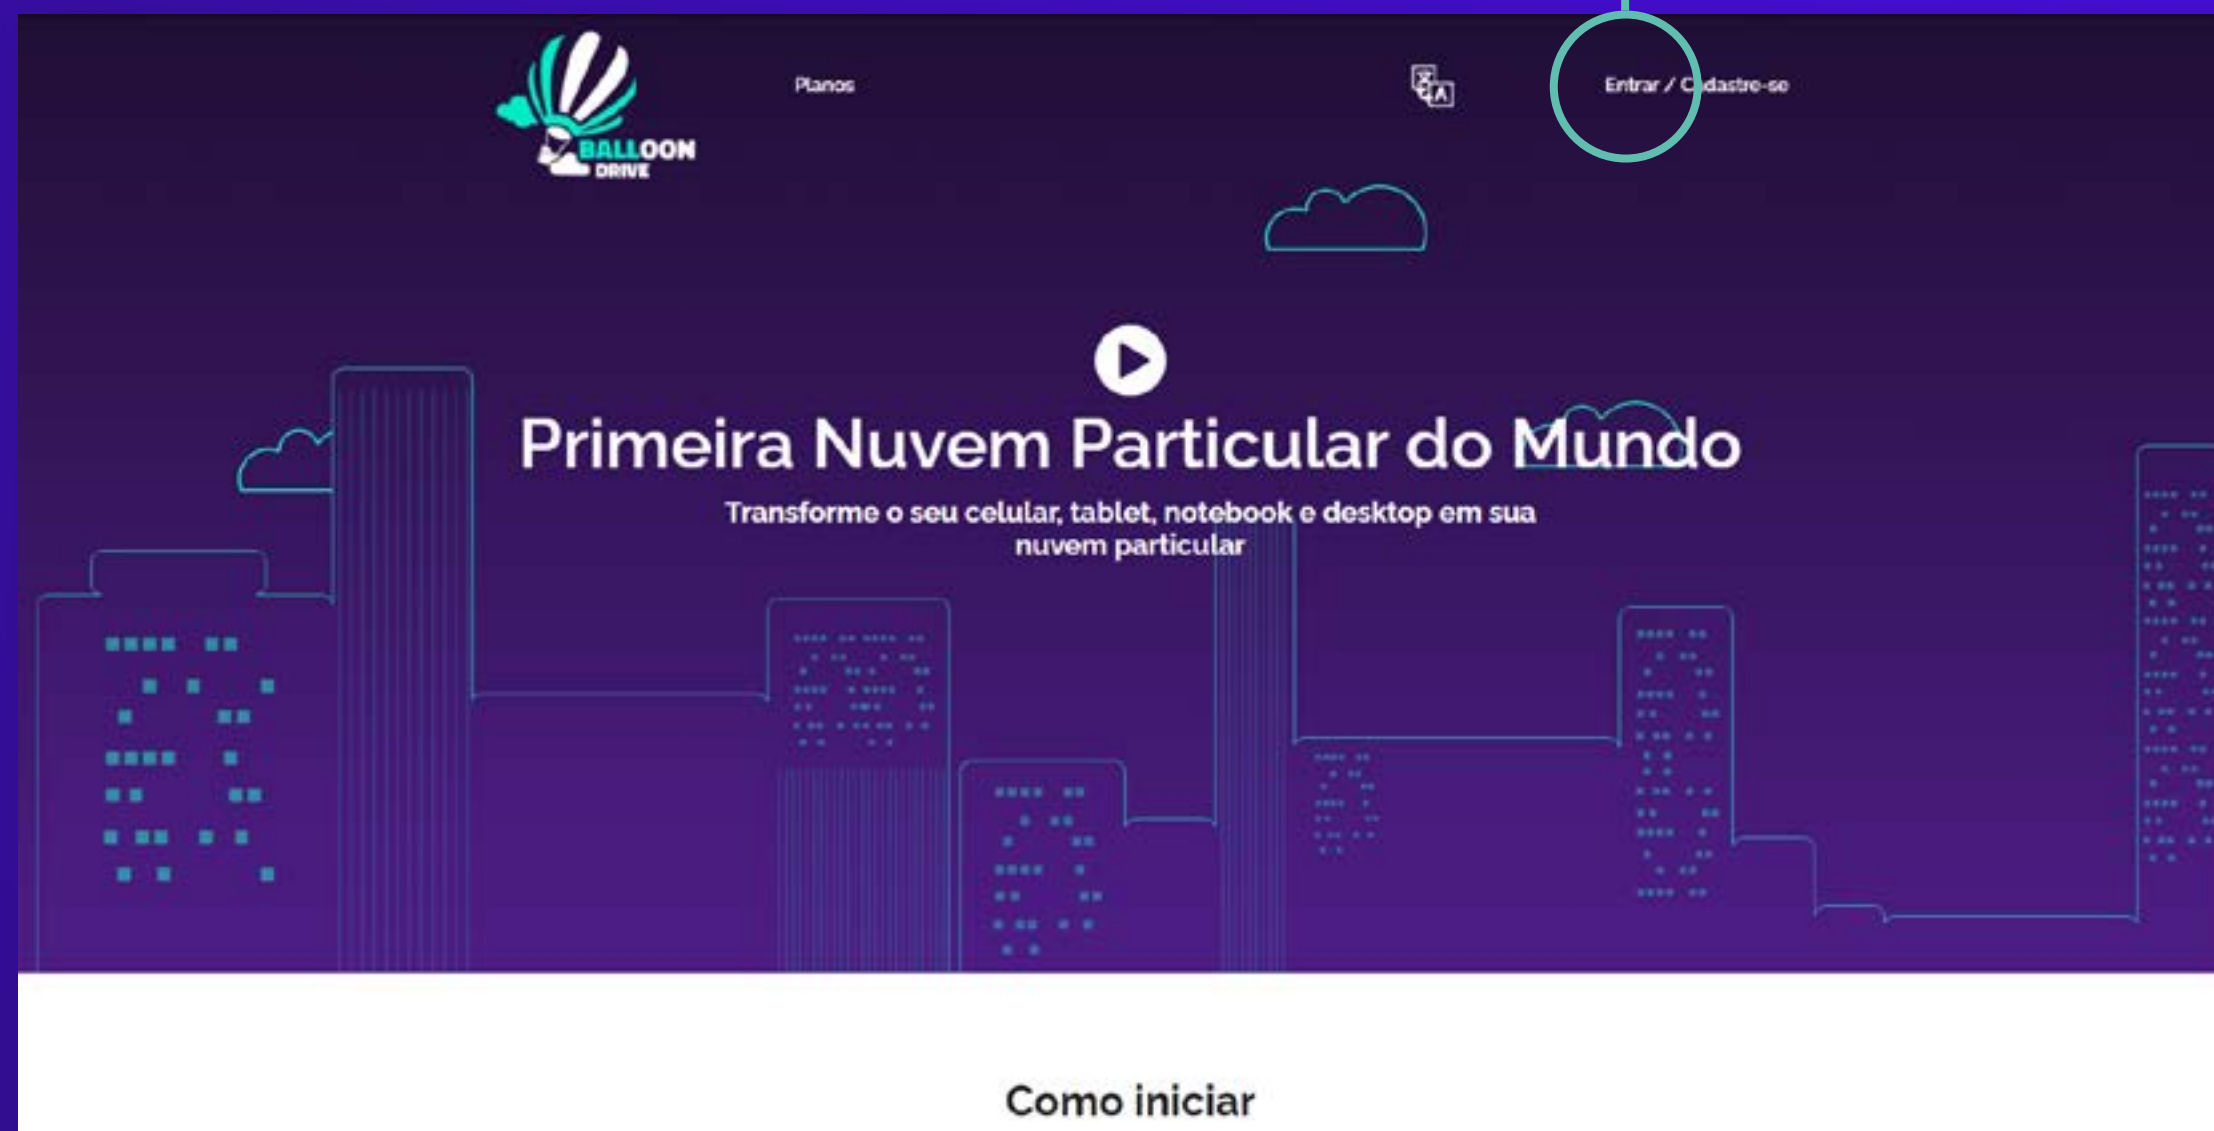 BALLOON
DRIVE
Planos
Entrar / Cadastre-se
Primeira Nuvem Particular do Mundo
Transforme o seu celular, tablet, notebook e desktop em sua
nuvem particular
Como iniciar